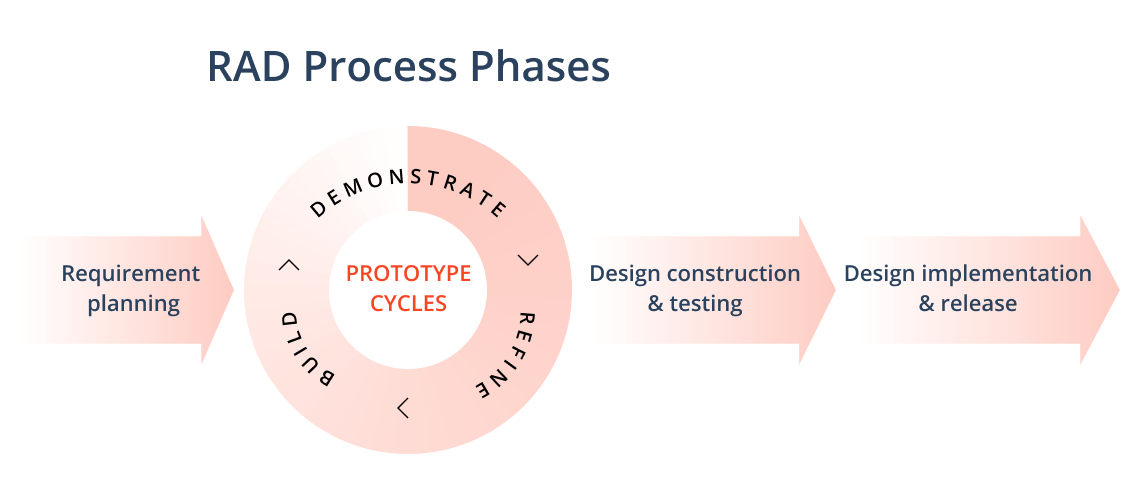 RAD Process Phases
Requirement
planning
DEMONSTRATE
REFINE
BUILD
PROTOTYPE
CYCLES
Design construction
& testing
Design implementation
& release